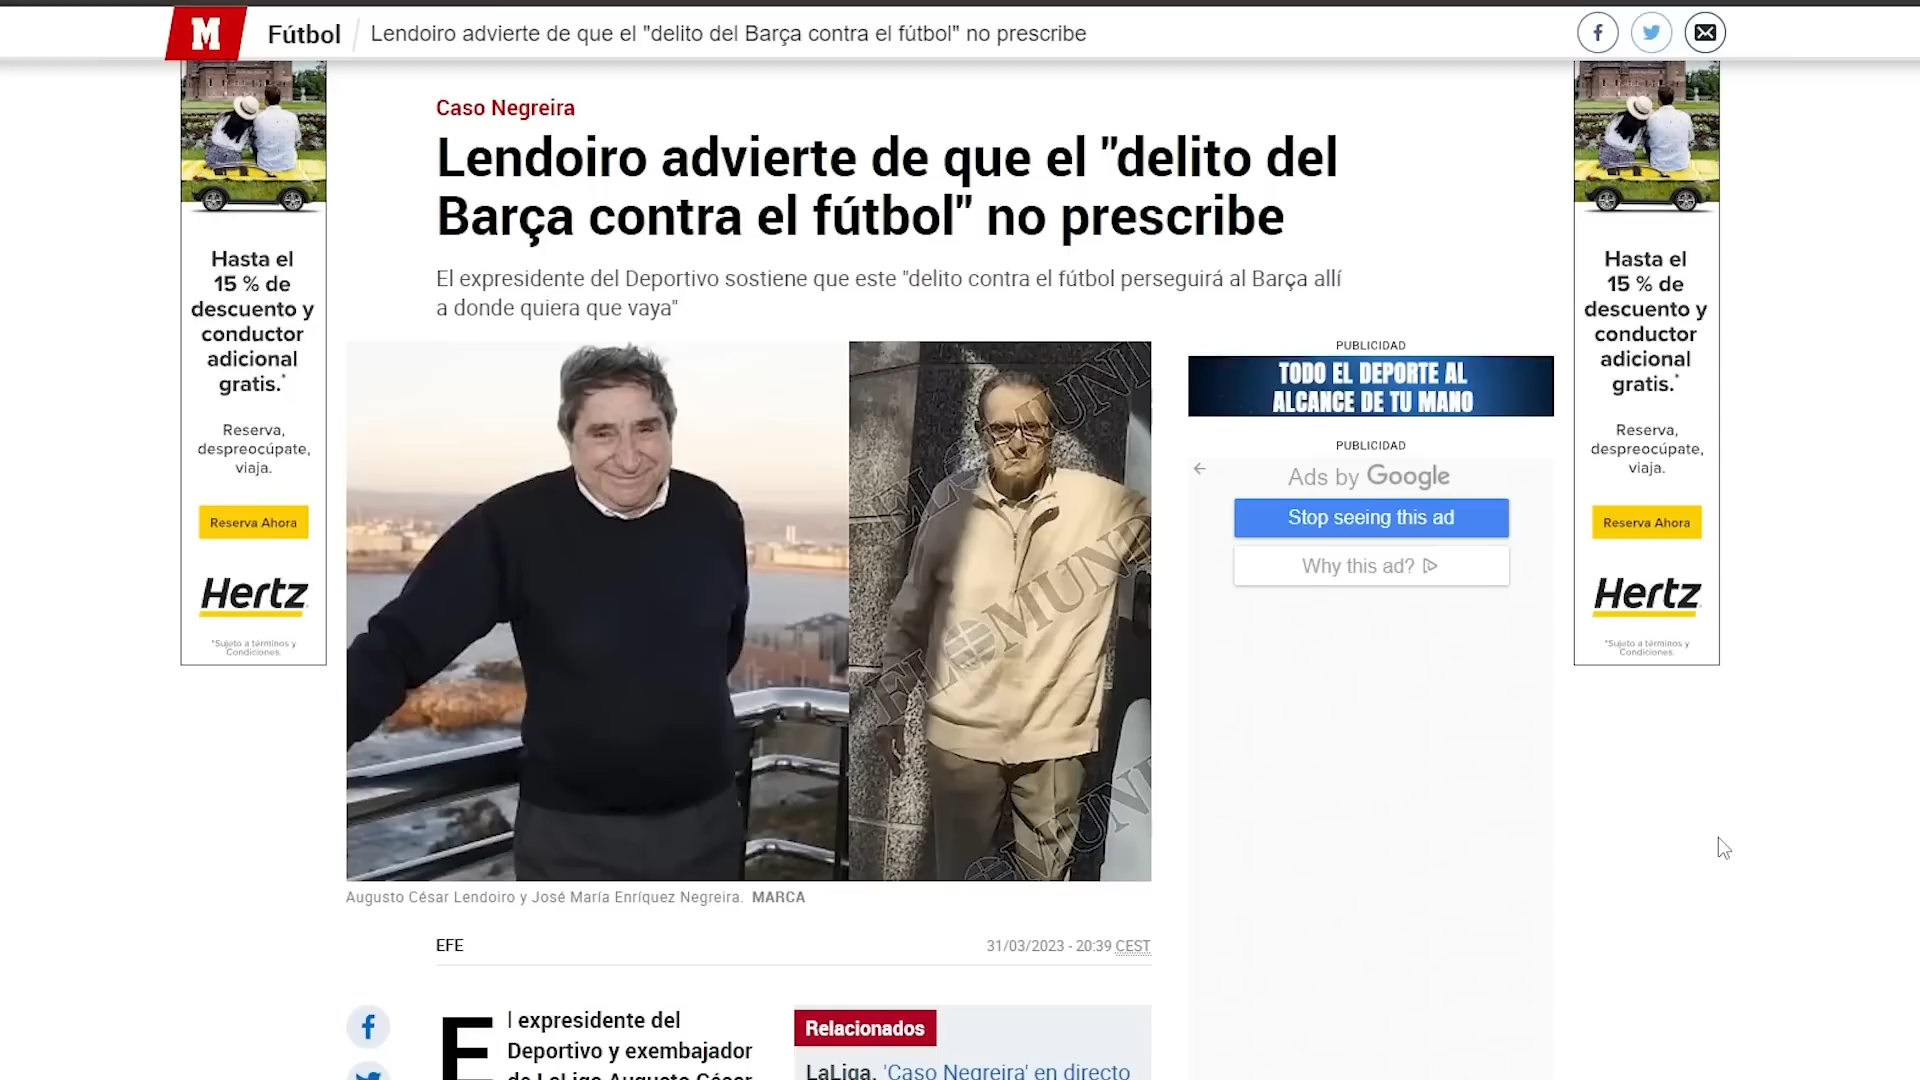 M
Fútbol
Lendoiro advierte de que el "delito del Barça contra el fútbol" no prescribe
Caso Negreira
Lendoiro advierte de que el "delito del
Barça contra el fútbol" no prescribe
El expresidente del Deportivo sostiene que este "delito contra el fútbol perseguirá al Barça allí
a donde quiera que vaya"
Hasta el
15 % de
descuento y
conductor
adicional
gratis.*
Reserva,
despreocúpate,
viaja.
Reserva Ahora
Hertz
*Sujeto a términos y
Condiciones.
EL MUNDO
EL MUNDO
Augusto César Lendoiro y José María Enríquez Negreira. MARCA
EFE
31/03/2023 - 20:39 CEST
El expresidente del
Deportivo y exembajador
de LaLiga Augusto César
Relacionados
LaLiga. 'Caso Negreira' en directo
PUBLICIDAD
TODO EL DEPORTE AL
ALCANCE DE TU MANO
PUBLICIDAD
Ads by Google
Stop seeing this ad
Why this ad?
Hasta el
15 % de
descuento y
conductor
adicional
gratis.*
Reserva,
despreocúpate,
viaja.
Reserva Ahora
Hertz
*Sujeto a términos y
Condiciones.